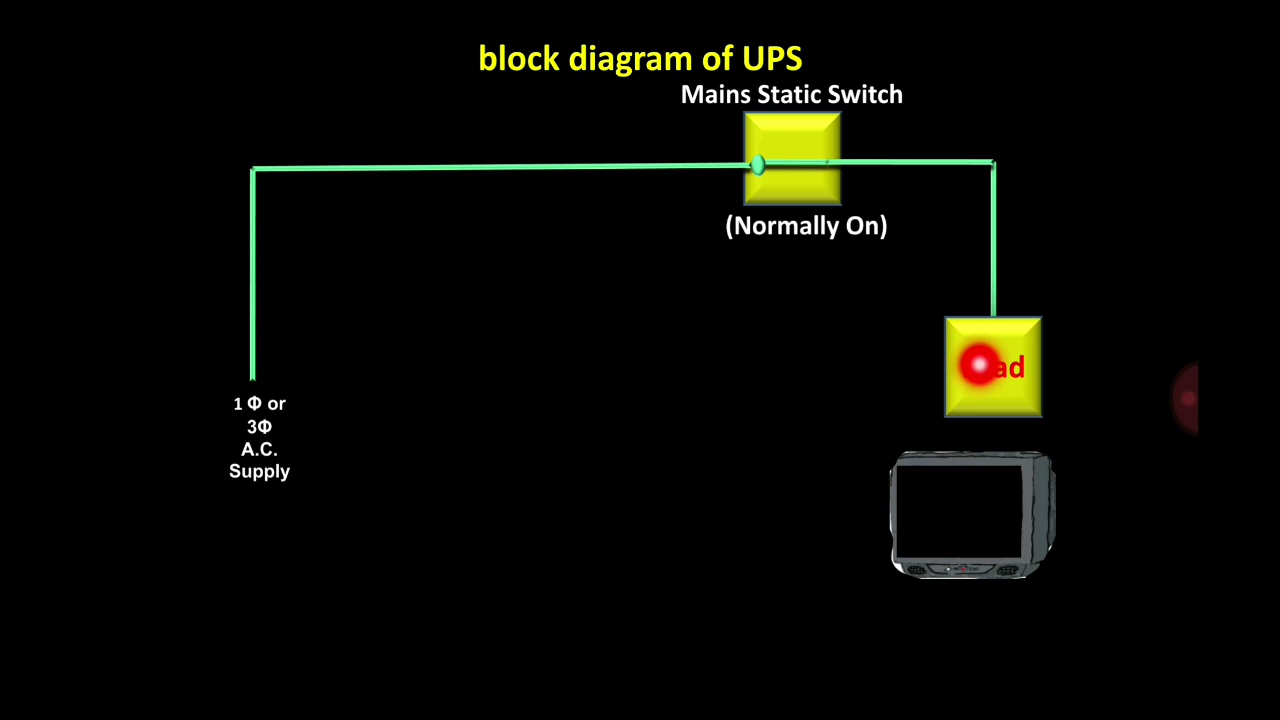 block diagram of UPS
Mains Static Switch
(Normally On)
1 Φ or
3Φ
A.C.
Supply